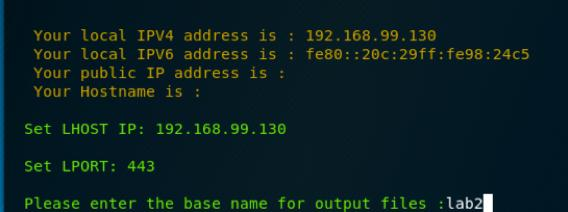 Your local IPV4 address is : 192.168.99.130
Your local IPV6 address is : fe80::20c:29ff:fe98:24c5
Your public IP address is :
Your Hostname is :
Set LHOST IP: 192.168.99.130
Set LPORT: 443
Please enter the base name for output files :lab2